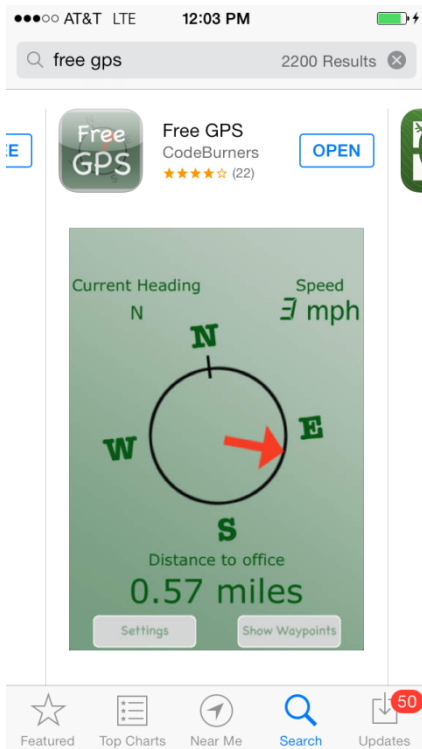 AT&T LTE 12:03 PM
free gps 2200 Results
E
Free GPS
Free GPS
CodeBurners
(22)
OPEN
Current Heading
N
Speed
3 mph
N
W
E
S
Distance to office
0.57 miles
Settings
Show Waypoints
50
Featured Top Charts Near Me Search Updates